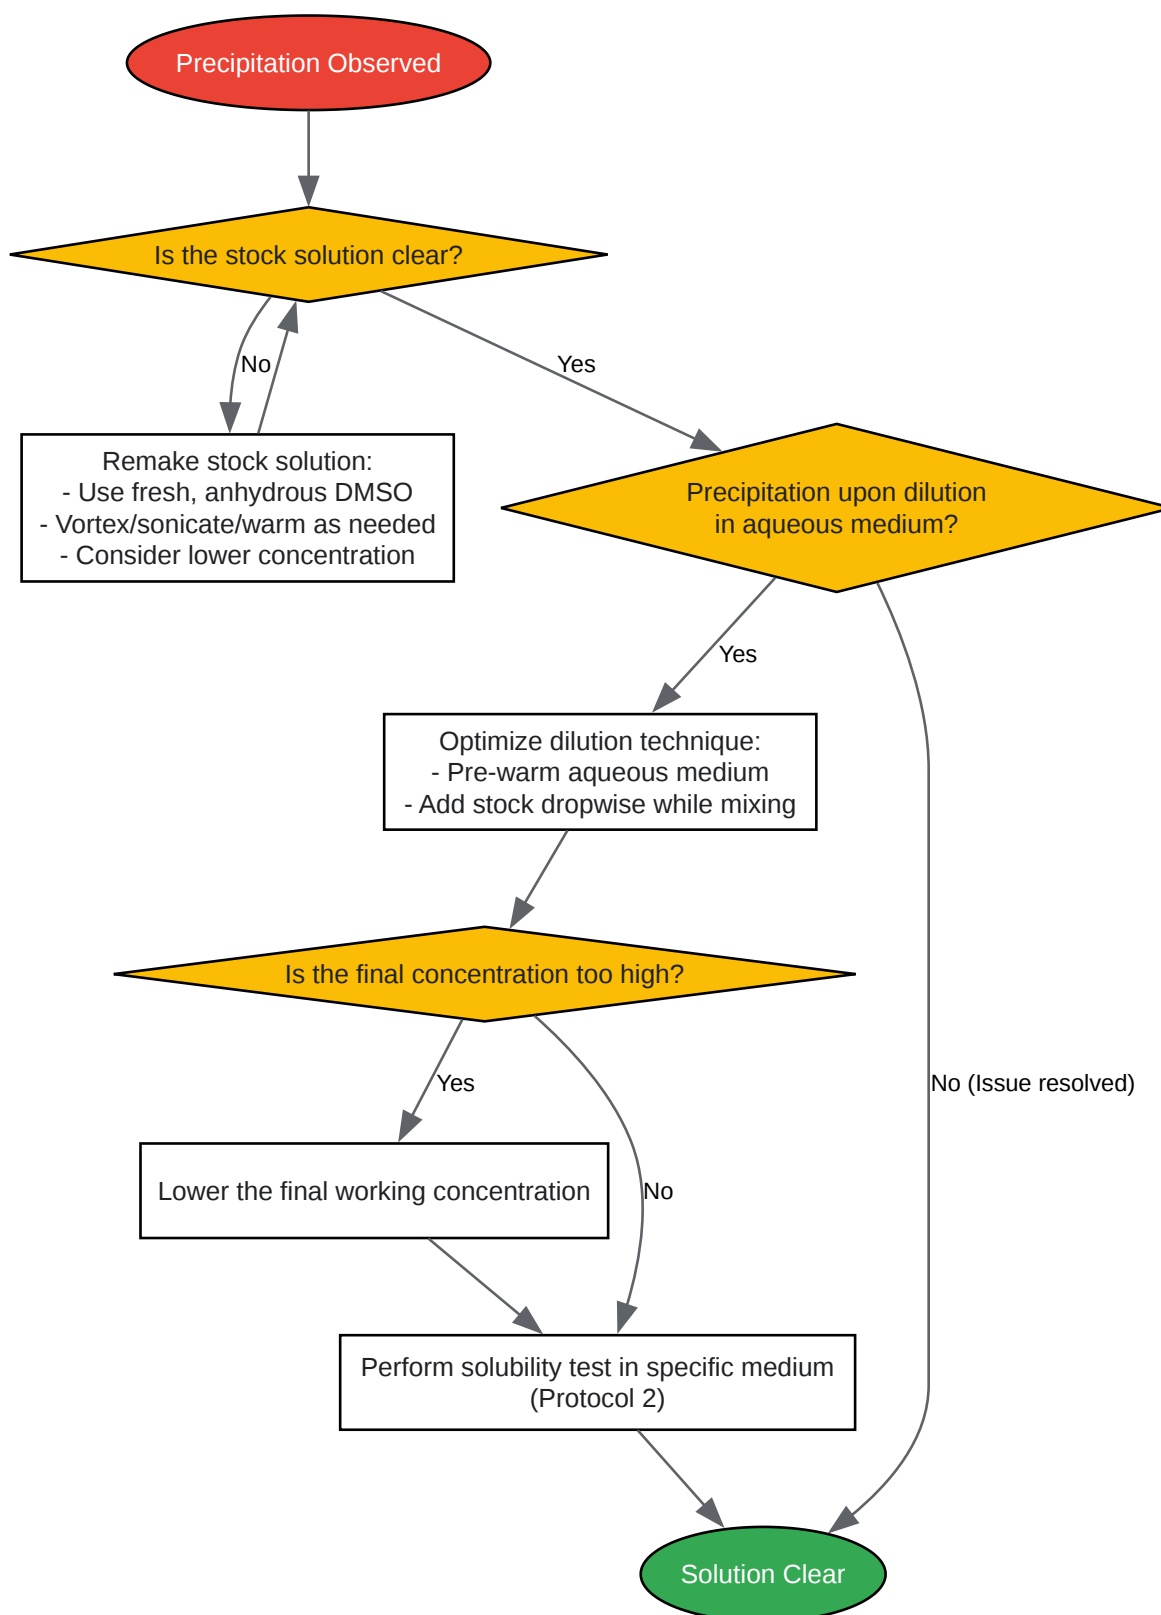 Precipitation Observed
Is the stock solution clear?
No
Yes
Remake stock solution:
- Use fresh, anhydrous DMSO
- Vortex/sonicate/warm as needed
- Consider lower concentration
Precipitation upon dilution
in aqueous medium?
Yes
Optimize dilution technique:
- Pre-warm aqueous medium
- Add stock dropwise while mixing
Is the final concentration too high?
Yes
No (Issue resolved)
Lower the final working concentration
No
Perform solubility test in specific medium
(Protocol 2)
Solution Clear